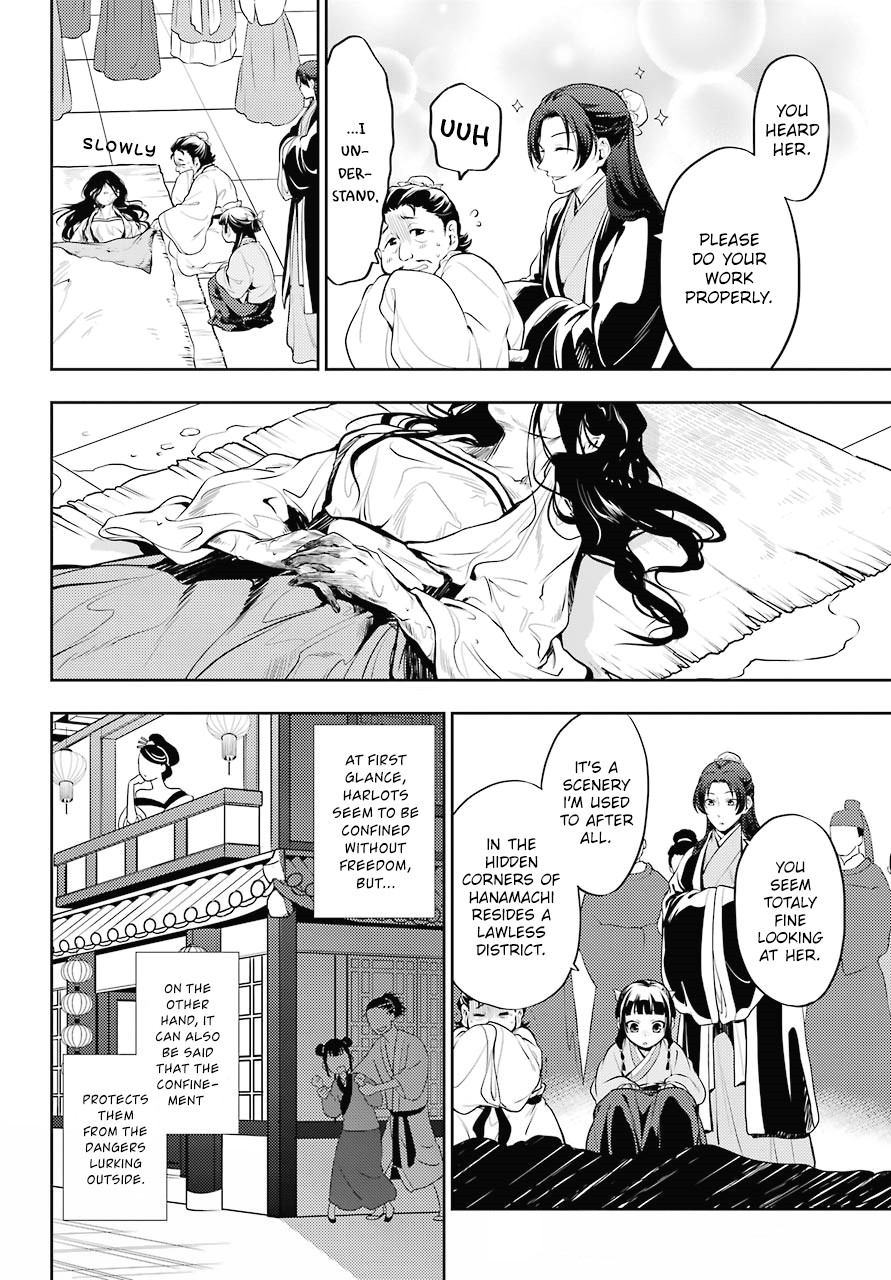 YOU
HEARD
HER.
PLEASE
DO YOUR
WORK
PROPERLY.
UUH
...I
UN-
DER-
STAND.
SLOWLY
YOU
SEEM
TOTALY
FINE
LOOKING
AT HER.
IT'S A
SCENERY
I'M USED
TO AFTER
ALL.
IN THE
HIDDEN
CORNERS OF
HANAMACHI
RESIDES A
LAWLESS
DISTRICT.
AT FIRST
GLANCE,
HARLOTS
SEEM TO BE
CONFINED
WITHOUT
FREEDOM,
BUT...
ON THE
OTHER
HAND, IT
CAN ALSO
BE SAID
THAT THE
CONFINE-
MENT
PROTECTS
THEM
FROM THE
DANGERS
LURKING
OUTSIDE.